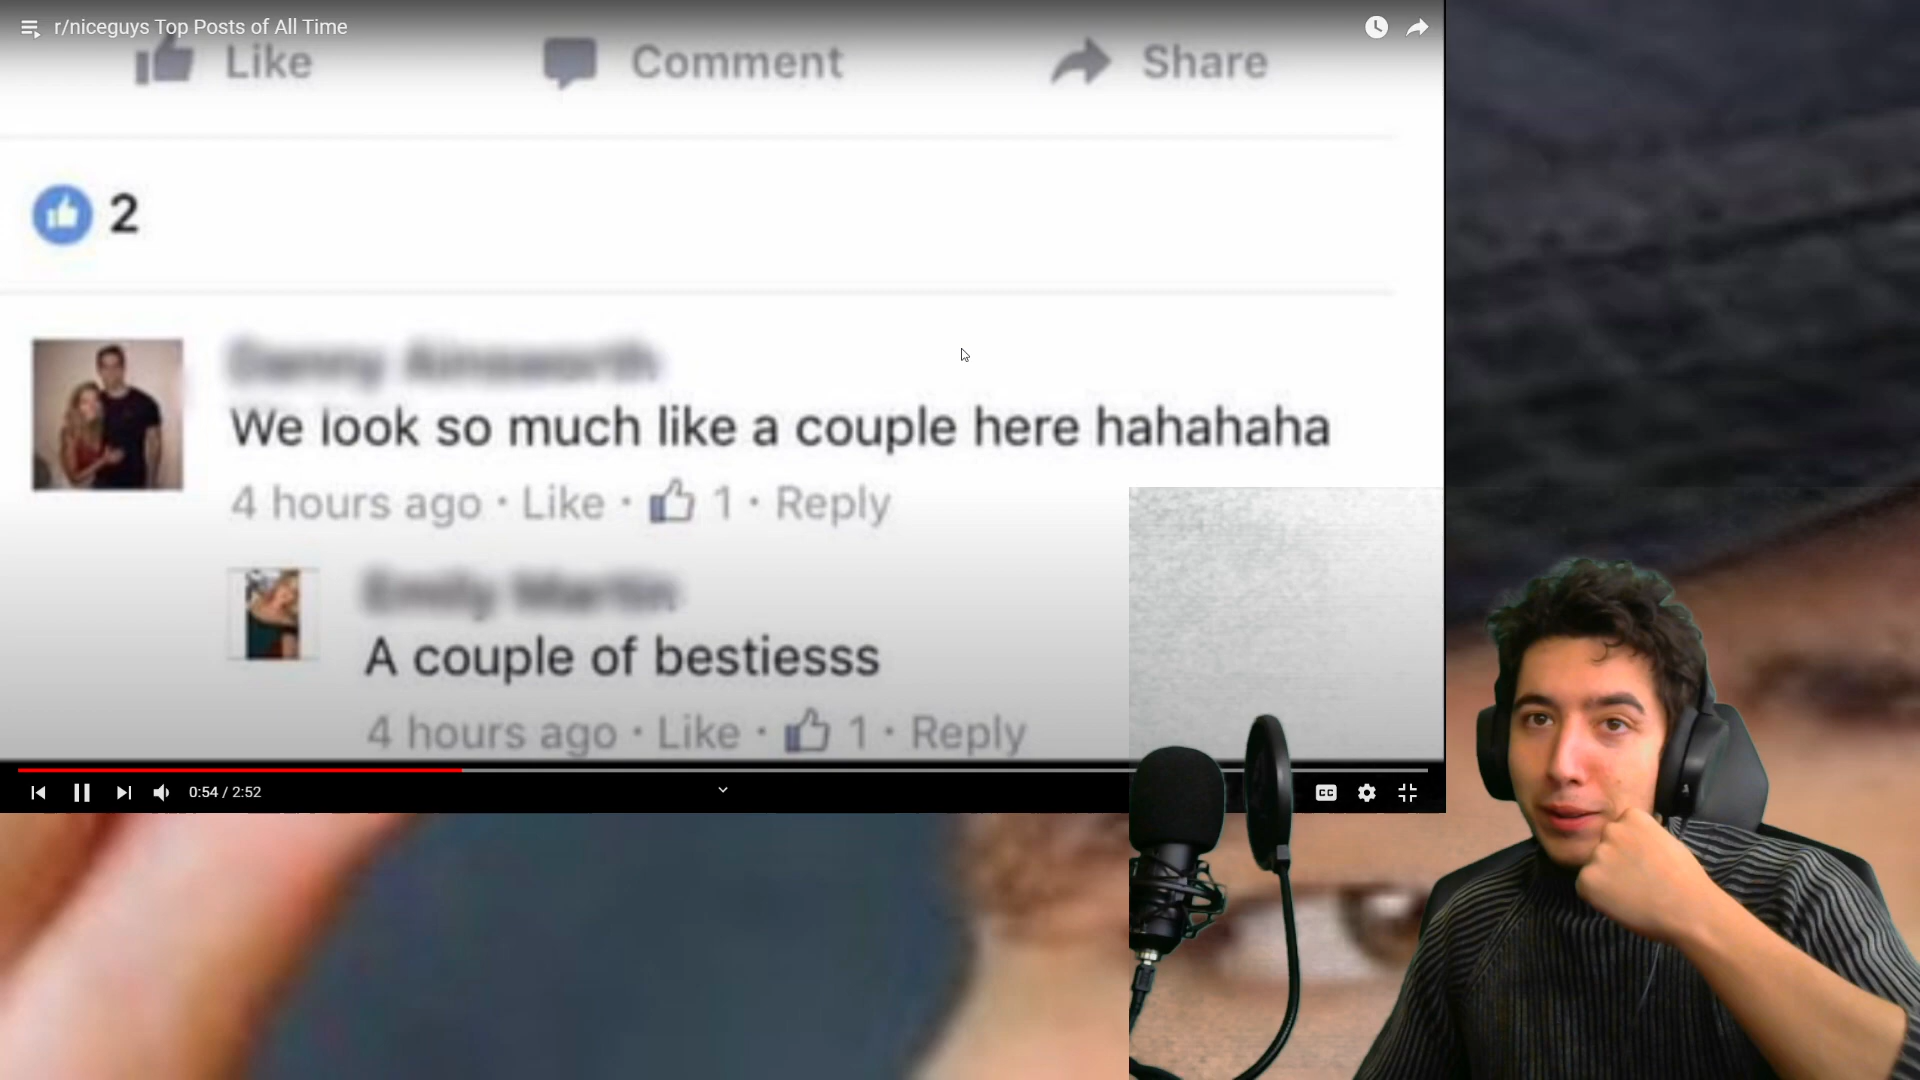 r/niceguys Top Posts of All Time
Like Comment Share
2
We look so much like a couple here hahahaha
4 hours ago · Like · 1 · Reply
A couple of bestiesss
4 hours ago · Like · 1 · Reply
0:54 / 2:52
CC